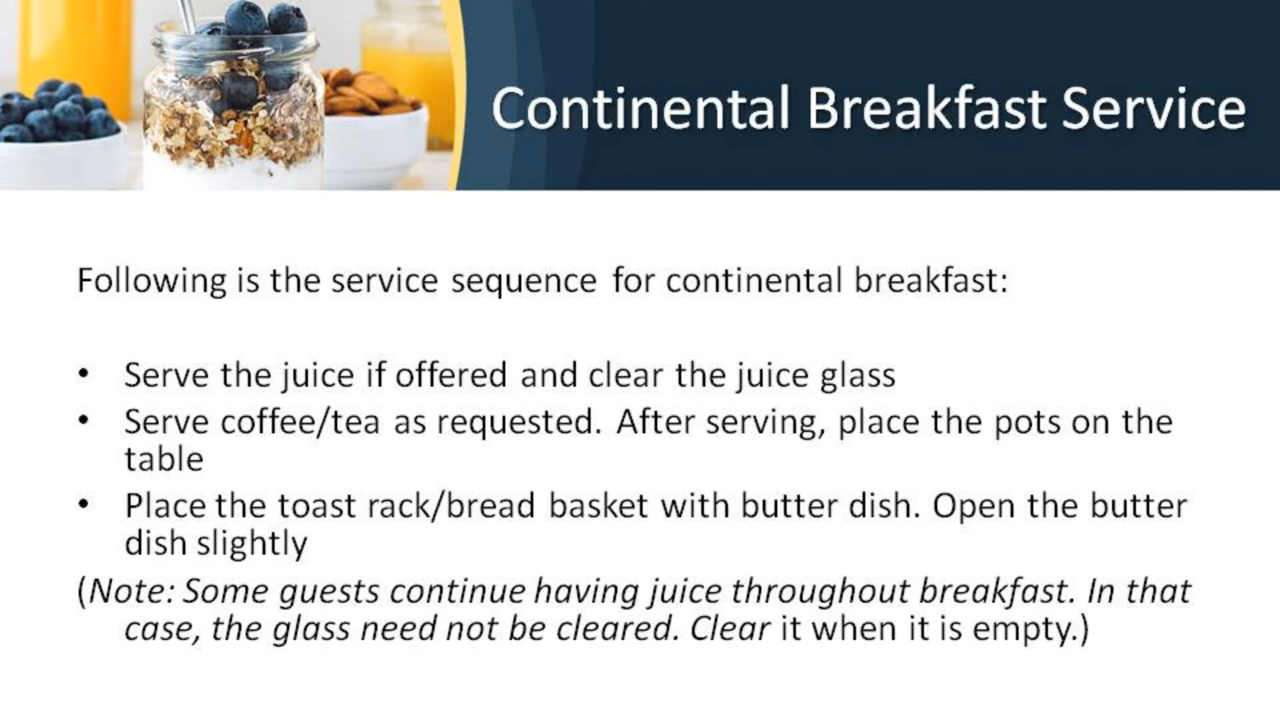 Continental Breakfast Service
Following is the service sequence for continental breakfast:
• Serve the juice if offered and clear the juice glass
• Serve coffee/tea as requested. After serving, place the pots on the
table
• Place the toast rack/bread basket with butter dish. Open the butter
dish slightly
(Note: Some guests continue having juice throughout breakfast. In that
case, the glass need not be cleared. Clear it when it is empty.)